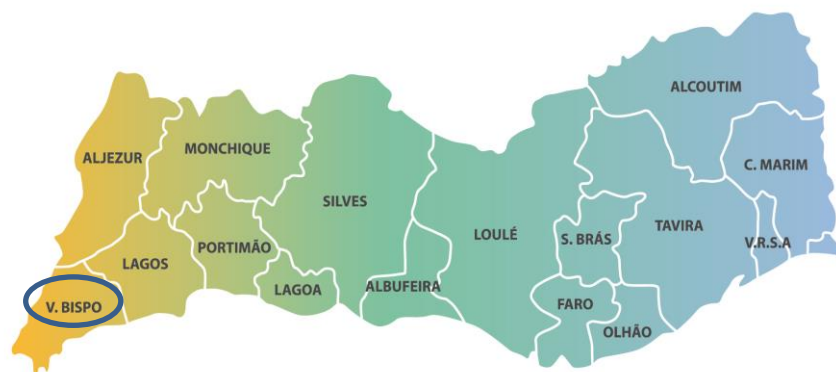 ALCOUTIM
ALJEZUR
MONCHIQUE
C. MARIM
SILVES
TAVIRA
LOULÉ
S. BRÁS
PORTIMÃO
V.R.S.A
LAGOS
LAGOA
ALBUFEIRA
V. BISPO
FARO
OLHÃO